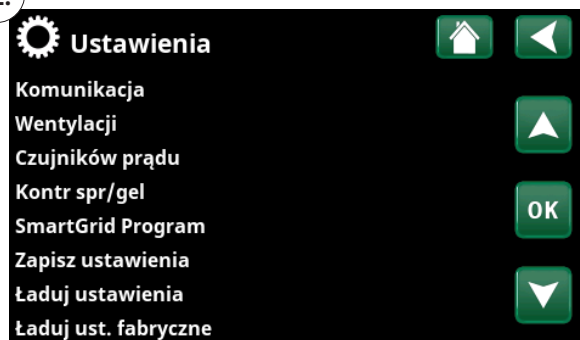 Ustawienia
Komunikacja
Wentylacji
Czujników prądu
Kontr spr/gel
OK
SmartGrid Program
Zapisz ustawienia
Ładuj ustawienia
Ładuj ust. fabryczne